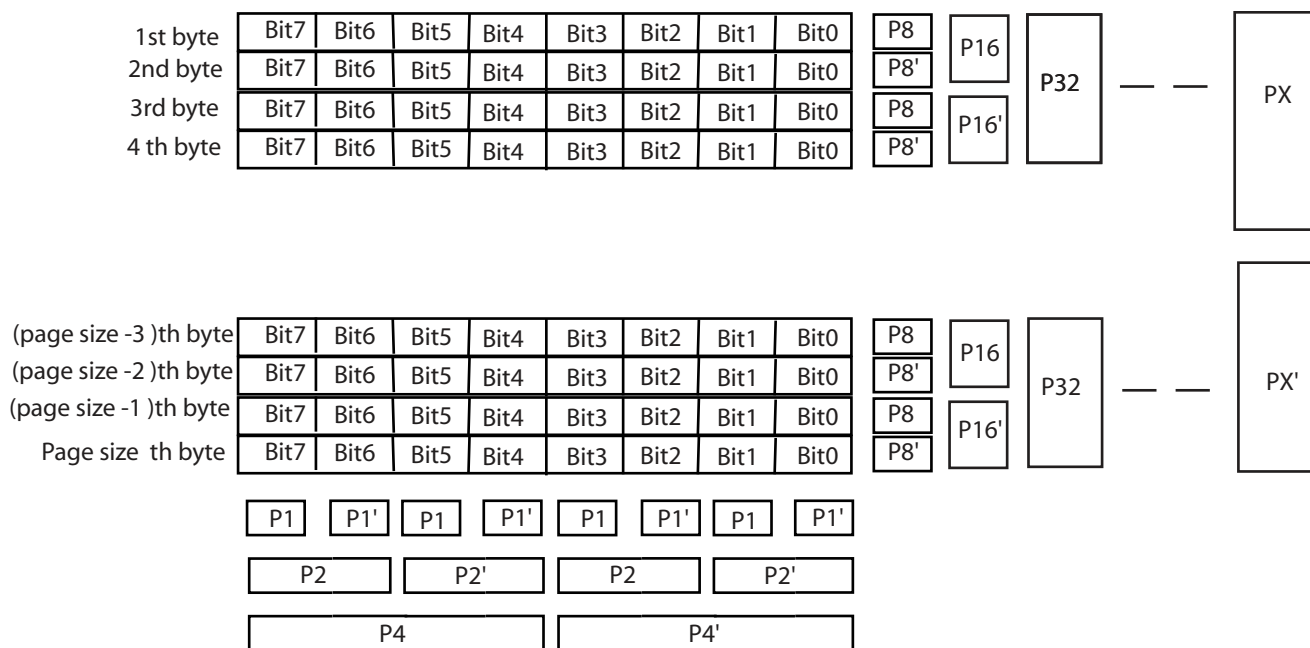 1st byte Bit7 Bit6 Bit5 Bit4 Bit3 Bit2 Bit1 Bit0 P8 P16 P32 PX
2nd byte Bit7 Bit6 Bit5 Bit4 Bit3 Bit2 Bit1 Bit0 P8'
3rd byte Bit7 Bit6 Bit5 Bit4 Bit3 Bit2 Bit1 Bit0 P8 P16'
4 th byte Bit7 Bit6 Bit5 Bit4 Bit3 Bit2 Bit1 Bit0 P8'
(page size -3 )th byte Bit7 Bit6 Bit5 Bit4 Bit3 Bit2 Bit1 Bit0 P8 P16 P32 PX'
(page size -2 )th byte Bit7 Bit6 Bit5 Bit4 Bit3 Bit2 Bit1 Bit0 P8'
(page size -1 )th byte Bit7 Bit6 Bit5 Bit4 Bit3 Bit2 Bit1 Bit0 P8 P16'
Page size th byte Bit7 Bit6 Bit5 Bit4 Bit3 Bit2 Bit1 Bit0 P8'
P1 P1' P1 P1' P1 P1' P1 P1'
P2 P2' P2 P2'
P4 P4'